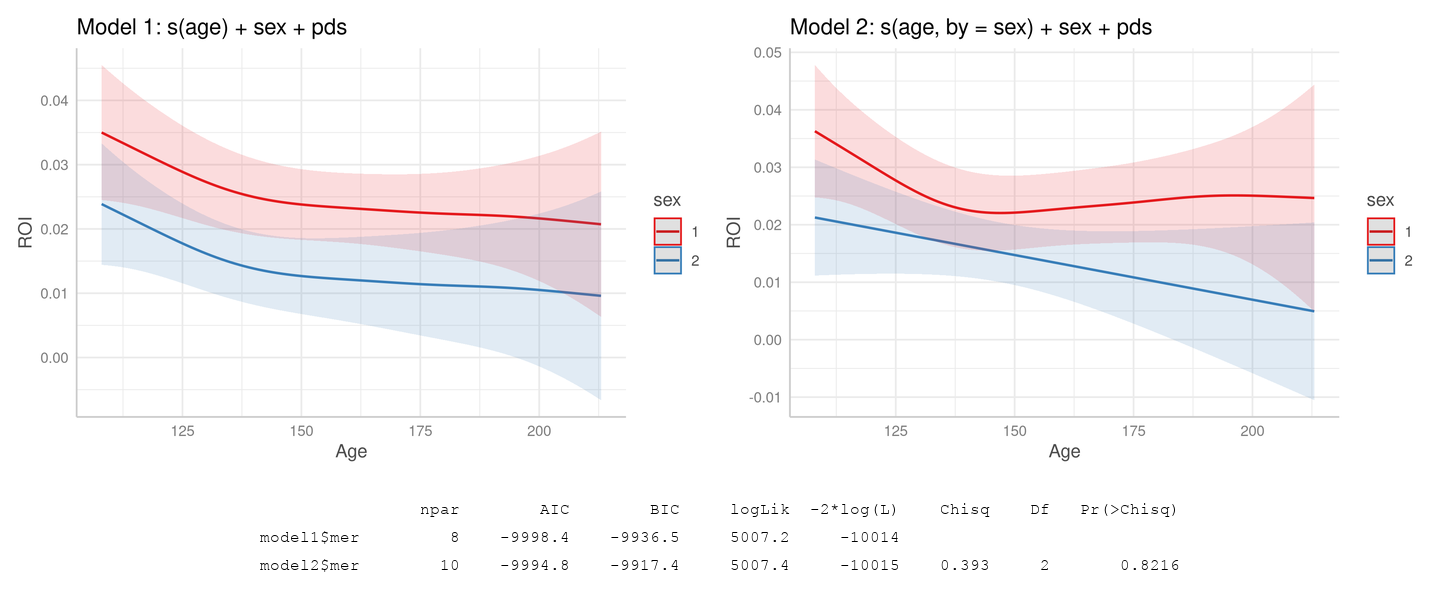 Model 1: s(age) + sex + pds
0.04
0.03
0.02
0.01
0.00
ROI
125 150 175 200
Age
sex
1
2
Model 2: s(age, by = sex) + sex + pds
0.05
0.04
0.03
0.02
0.01
0.00
-0.01
ROI
125 150 175 200
Age
sex
1
2
npar AIC BIC logLik -2*log(L) Chisq Df Pr(>Chisq)
model1$mer 8 -9998.4 -9936.5 5007.2 -10014
model2$mer 10 -9994.8 -9917.4 5007.4 -10015 0.393 2 0.8216